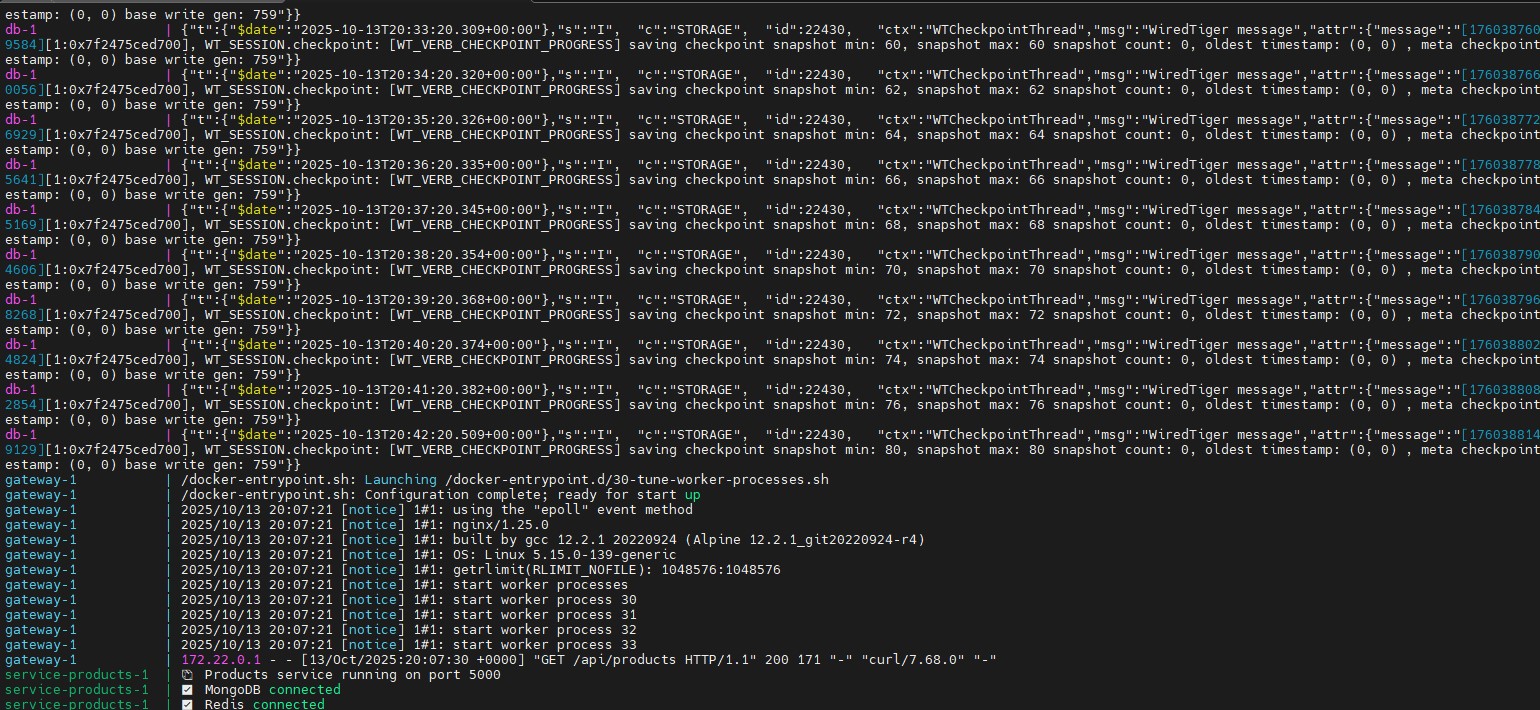 estamp: (0, 0) base write gen: 759"}}
db-1 | {"t":{"$date":"2025-10-13T20:33:20.309+00:00"},"s":"I", "c":"STORAGE", "id":22430, "ctx":"WTCheckpointThread","msg":"WiredTiger message","attr":{"message":"[176038760
9584][1:0x7f2475ced700], WT_SESSION.checkpoint: [WT_VERB_CHECKPOINT_PROGRESS] saving checkpoint snapshot min: 60, snapshot max: 60 snapshot count: 0, oldest timestamp: (0, 0) , meta checkpoint
estamp: (0, 0) base write gen: 759"}}
db-1 | {"t":{"$date":"2025-10-13T20:34:20.320+00:00"},"s":"I", "c":"STORAGE", "id":22430, "ctx":"WTCheckpointThread","msg":"WiredTiger message","attr":{"message":"[176038766
0056][1:0x7f2475ced700], WT_SESSION.checkpoint: [WT_VERB_CHECKPOINT_PROGRESS] saving checkpoint snapshot min: 62, snapshot max: 62 snapshot count: 0, oldest timestamp: (0, 0) , meta checkpoint
estamp: (0, 0) base write gen: 759"}}
db-1 | {"t":{"$date":"2025-10-13T20:35:20.326+00:00"},"s":"I", "c":"STORAGE", "id":22430, "ctx":"WTCheckpointThread","msg":"WiredTiger message","attr":{"message":"[176038772
6929][1:0x7f2475ced700], WT_SESSION.checkpoint: [WT_VERB_CHECKPOINT_PROGRESS] saving checkpoint snapshot min: 64, snapshot max: 64 snapshot count: 0, oldest timestamp: (0, 0) , meta checkpoint
estamp: (0, 0) base write gen: 759"}}
db-1 | {"t":{"$date":"2025-10-13T20:36:20.335+00:00"},"s":"I", "c":"STORAGE", "id":22430, "ctx":"WTCheckpointThread","msg":"WiredTiger message","attr":{"message":"[176038778
5641][1:0x7f2475ced700], WT_SESSION.checkpoint: [WT_VERB_CHECKPOINT_PROGRESS] saving checkpoint snapshot min: 66, snapshot max: 66 snapshot count: 0, oldest timestamp: (0, 0) , meta checkpoint
estamp: (0, 0) base write gen: 759"}}
db-1 | {"t":{"$date":"2025-10-13T20:37:20.345+00:00"},"s":"I", "c":"STORAGE", "id":22430, "ctx":"WTCheckpointThread","msg":"WiredTiger message","attr":{"message":"[176038784
5169][1:0x7f2475ced700], WT_SESSION.checkpoint: [WT_VERB_CHECKPOINT_PROGRESS] saving checkpoint snapshot min: 68, snapshot max: 68 snapshot count: 0, oldest timestamp: (0, 0) , meta checkpoint
estamp: (0, 0) base write gen: 759"}}
db-1 | {"t":{"$date":"2025-10-13T20:38:20.354+00:00"},"s":"I", "c":"STORAGE", "id":22430, "ctx":"WTCheckpointThread","msg":"WiredTiger message","attr":{"message":"[176038790
4606][1:0x7f2475ced700], WT_SESSION.checkpoint: [WT_VERB_CHECKPOINT_PROGRESS] saving checkpoint snapshot min: 70, snapshot max: 70 snapshot count: 0, oldest timestamp: (0, 0) , meta checkpoint
estamp: (0, 0) base write gen: 759"}}
db-1 | {"t":{"$date":"2025-10-13T20:39:20.368+00:00"},"s":"I", "c":"STORAGE", "id":22430, "ctx":"WTCheckpointThread","msg":"WiredTiger message","attr":{"message":"[176038796
8268][1:0x7f2475ced700], WT_SESSION.checkpoint: [WT_VERB_CHECKPOINT_PROGRESS] saving checkpoint snapshot min: 72, snapshot max: 72 snapshot count: 0, oldest timestamp: (0, 0) , meta checkpoint
estamp: (0, 0) base write gen: 759"}}
db-1 | {"t":{"$date":"2025-10-13T20:40:20.374+00:00"},"s":"I", "c":"STORAGE", "id":22430, "ctx":"WTCheckpointThread","msg":"WiredTiger message","attr":{"message":"[176038802
4824][1:0x7f2475ced700], WT_SESSION.checkpoint: [WT_VERB_CHECKPOINT_PROGRESS] saving checkpoint snapshot min: 74, snapshot max: 74 snapshot count: 0, oldest timestamp: (0, 0) , meta checkpoint
estamp: (0, 0) base write gen: 759"}}
db-1 | {"t":{"$date":"2025-10-13T20:41:20.382+00:00"},"s":"I", "c":"STORAGE", "id":22430, "ctx":"WTCheckpointThread","msg":"WiredTiger message","attr":{"message":"[176038808
2854][1:0x7f2475ced700], WT_SESSION.checkpoint: [WT_VERB_CHECKPOINT_PROGRESS] saving checkpoint snapshot min: 76, snapshot max: 76 snapshot count: 0, oldest timestamp: (0, 0) , meta checkpoint
estamp: (0, 0) base write gen: 759"}}
db-1 | {"t":{"$date":"2025-10-13T20:42:20.509+00:00"},"s":"I", "c":"STORAGE", "id":22430, "ctx":"WTCheckpointThread","msg":"WiredTiger message","attr":{"message":"[176038814
9129][1:0x7f2475ced700], WT_SESSION.checkpoint: [WT_VERB_CHECKPOINT_PROGRESS] saving checkpoint snapshot min: 80, snapshot max: 80 snapshot count: 0, oldest timestamp: (0, 0) , meta checkpoint
estamp: (0, 0) base write gen: 759"}}
gateway-1 | /docker-entrypoint.sh: Launching /docker-entrypoint.d/30-tune-worker-processes.sh
gateway-1 | /docker-entrypoint.sh: Configuration complete; ready for start up
gateway-1 | 2025/10/13 20:07:21 [notice] 1#1: using the "epoll" event method
gateway-1 | 2025/10/13 20:07:21 [notice] 1#1: nginx/1.25.0
gateway-1 | 2025/10/13 20:07:21 [notice] 1#1: built by gcc 12.2.1 20220924 (Alpine 12.2.1_git20220924-r4)
gateway-1 | 2025/10/13 20:07:21 [notice] 1#1: OS: Linux 5.15.0-139-generic
gateway-1 | 2025/10/13 20:07:21 [notice] 1#1: getrlimit(RLIMIT_NOFILE): 1048576:1048576
gateway-1 | 2025/10/13 20:07:21 [notice] 1#1: start worker processes
gateway-1 | 2025/10/13 20:07:21 [notice] 1#1: start worker process 30
gateway-1 | 2025/10/13 20:07:21 [notice] 1#1: start worker process 31
gateway-1 | 2025/10/13 20:07:21 [notice] 1#1: start worker process 32
gateway-1 | 2025/10/13 20:07:21 [notice] 1#1: start worker process 33
gateway-1 | 172.22.0.1 - - [13/Oct/2025:20:07:30 +0000] "GET /api/products HTTP/1.1" 200 171 "-" "curl/7.68.0" "-"
service-products-1 | Products service running on port 5000
service-products-1 | ☑ MongoDB connected
service-products-1 | ☑ Redis connected